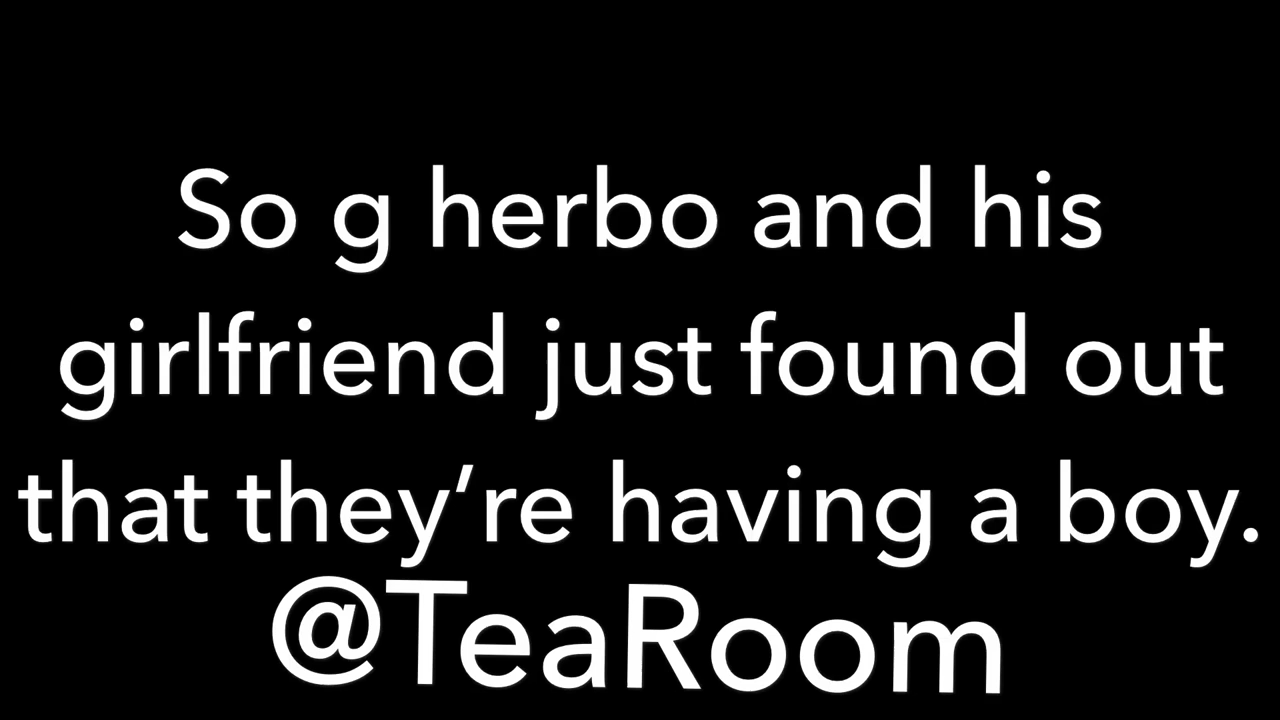 So g herbo and his
girlfriend just found out
that they’re having a boy.
@TeaRoom